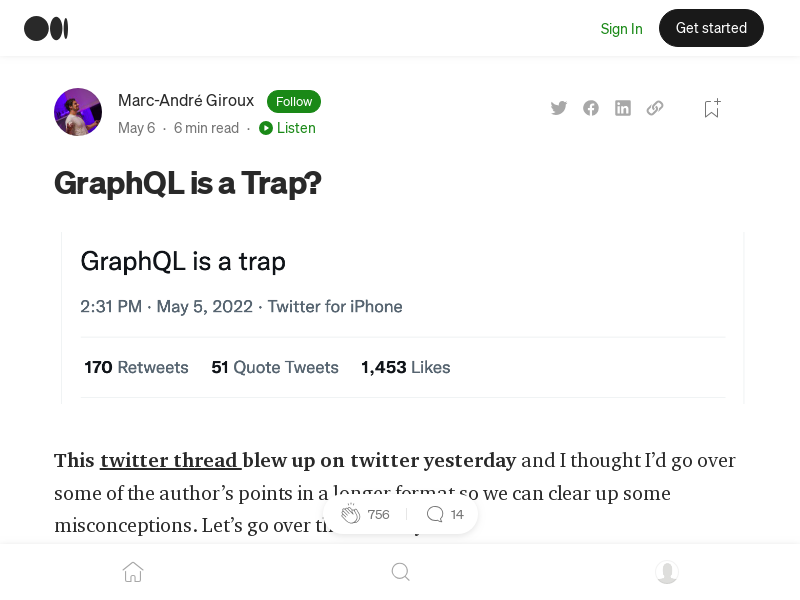 Sign In
Get started
Marc-André Giroux Follow
May 6 · 6 min read · Listen
GraphQL is a Trap?
GraphQL is a trap
2:31 PM · May 5, 2022 · Twitter for iPhone
170 Retweets 51 Quote Tweets 1,453 Likes
This twitter thread blew up on twitter yesterday and I thought I’d go over
some of the author’s points in a longer format so we can clear up some
misconceptions. Let’s go over
756
14